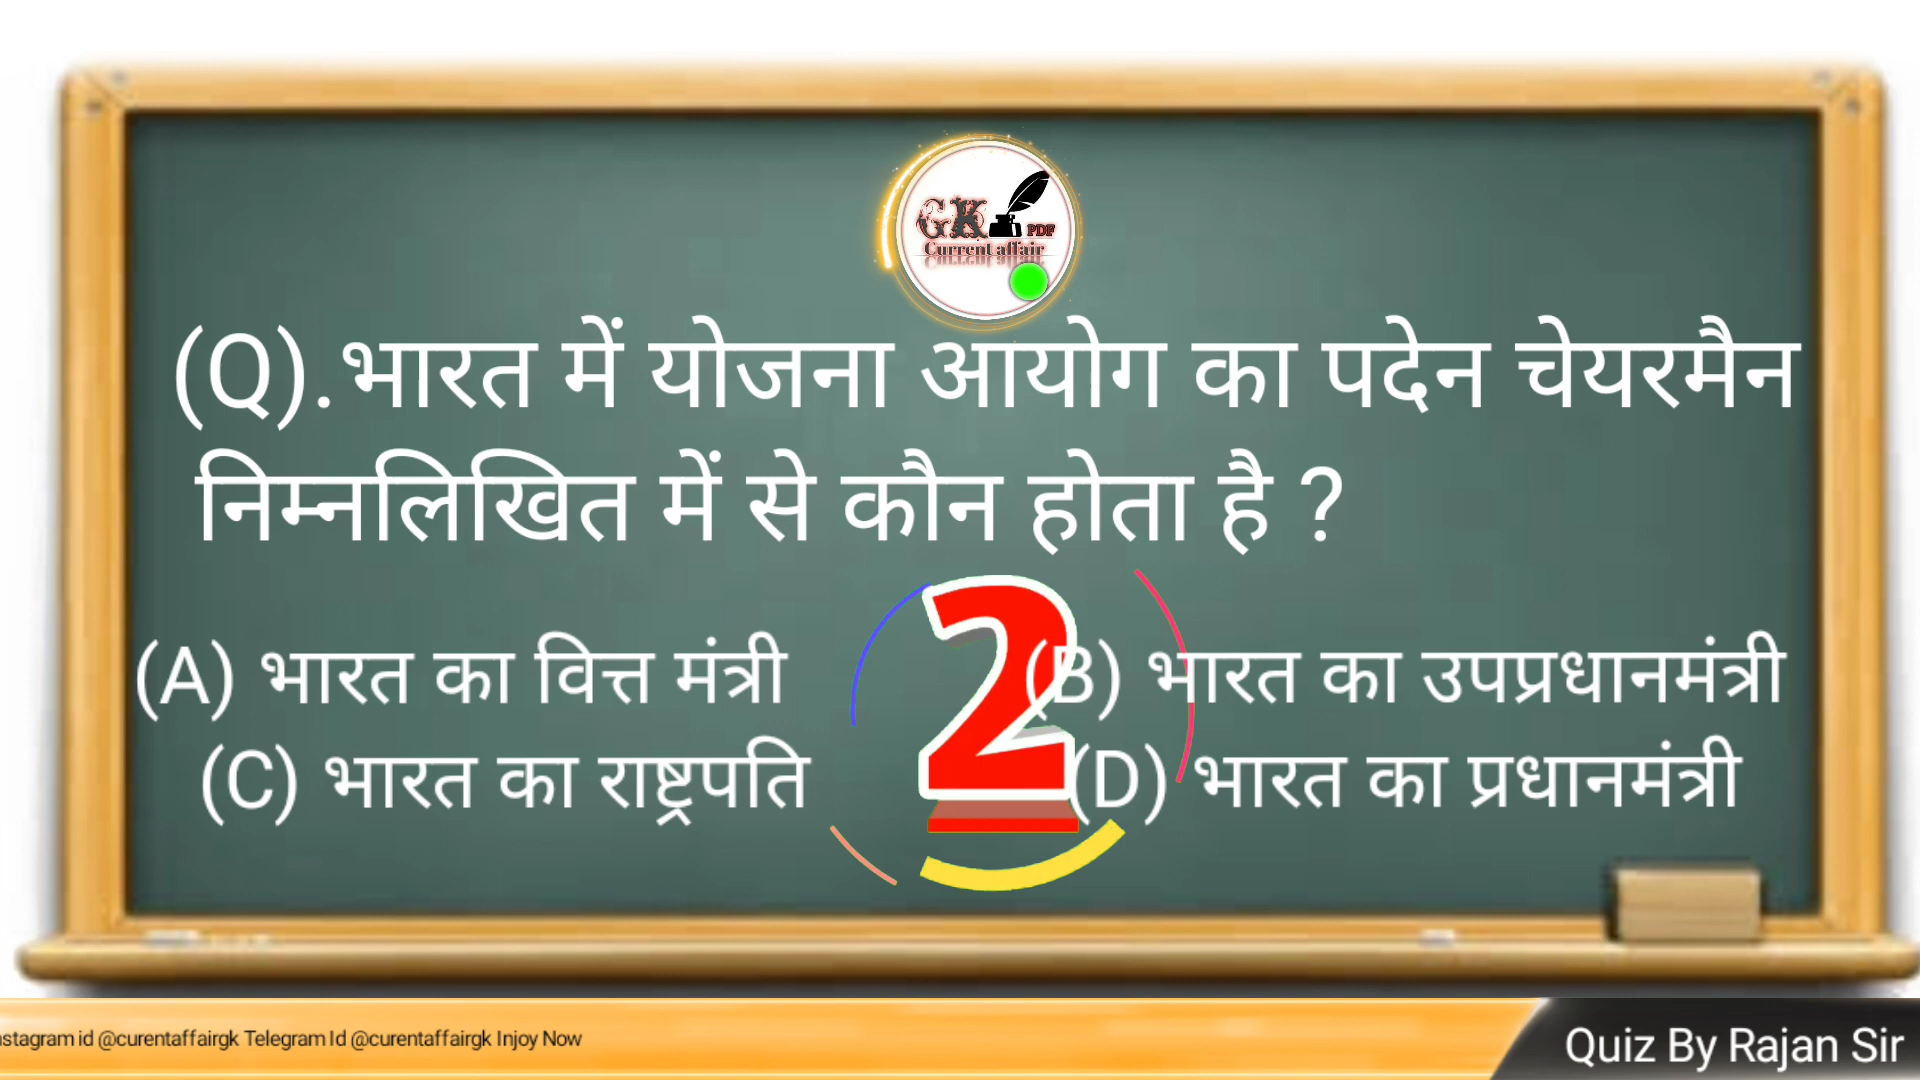 GK PDF
Current affair
(Q).भारत में योजना आयोग का पदेन चेयरमैन
निम्नलिखित में से कौन होता है ?
2
(A) भारत का वित्त मंत्री (B) भारत का उपप्रधानमंत्री
(C) भारत का राष्ट्रपति (D) भारत का प्रधानमंत्री
nstagram id @curentaffairgk Telegram Id @curentaffairgk Injoy Now
Quiz By Rajan Sir